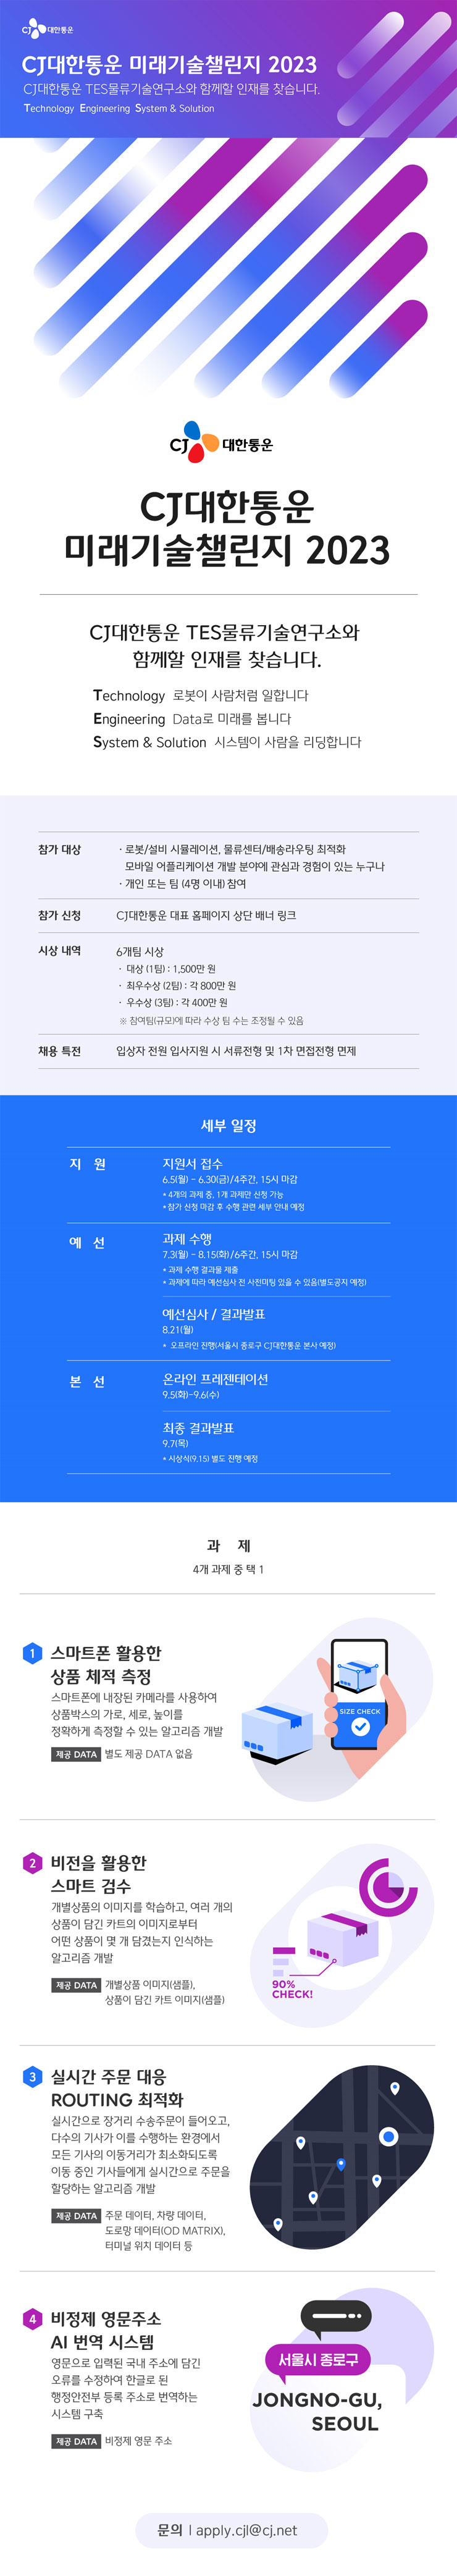 CJ대한통운
CJ대한통운 미래기술챌린지 2023
CJ대한통운 TES물류기술연구소와 함께할 인재를 찾습니다.
Technology Engineering System & Solution
CJ 대한통운
CJ대한통운
미래기술챌린지 2023
CJ대한통운 TES물류기술연구소와
함께할 인재를 찾습니다.
Technology 로봇이 사람처럼 일합니다
Engineering Data로 미래를 봅니다
System & Solution 시스템이 사람을 리딩합니다
참가 대상 · 로봇/설비 시뮬레이션, 물류센터/배송라우팅 최적화
모바일 어플리케이션 개발 분야에 관심과 경험이 있는 누구나
· 개인 또는 팀 (4명 이내) 참여
참가 신청 CJ대한통운 대표 홈페이지 상단 배너 링크
시상 내역 6개팀 시상
· 대상 (1팀) : 1,500만 원
· 최우수상 (2팀) : 각 800만 원
· 우수상 (3팀) : 각 400만 원
※ 참여팀(규모)에 따라 수상 팀 수는 조정될 수 있음
채용 특전 입상자 전원 입사지원 시 서류전형 및 1차 면접전형 면제
세부 일정
지 원 지원서 접수
6.5(월) - 6.30(금)/4주간, 15시 마감
* 4개의 과제 중, 1개 과제만 신청 가능
* 참가 신청 마감 후 수행 관련 세부 안내 예정
예 선 과제 수행
7.3(월) - 8.15(화)/6주간, 15시 마감
* 과제 수행 결과물 제출
* 과제에 따라 예선심사 전 사전미팅 있을 수 있음(별도공지 예정)
예선심사 / 결과발표
8.21(월)
* 오프라인 진행(서울시 종로구 CJ대한통운 본사 예정)
본 선 온라인 프레젠테이션
9.5(화)-9.6(수)
최종 결과발표
9.7(목)
* 시상식(9.15) 별도 진행 예정
과 제
4개 과제 중 택 1
1 스마트폰 활용한
상품 체적 측정
스마트폰에 내장된 카메라를 사용하여
상품박스의 가로, 세로, 높이를
정확하게 측정할 수 있는 알고리즘 개발
제공 DATA 별도 제공 DATA 없음
SIZE CHECK
2 비전을 활용한
스마트 검수
개별상품의 이미지를 학습하고, 여러 개의
상품이 담긴 카트의 이미지로부터
어떤 상품이 몇 개 담겼는지 인식하는
알고리즘 개발
제공 DATA 개별상품 이미지(샘플),
상품이 담긴 카트 이미지(샘플)
90%
CHECK!
3 실시간 주문 대응
ROUTING 최적화
실시간으로 장거리 수송주문이 들어오고,
다수의 기사가 이를 수행하는 환경에서
모든 기사의 이동거리가 최소화되도록
이동 중인 기사들에게 실시간으로 주문을
할당하는 알고리즘 개발
제공 DATA 주문 데이터, 차량 데이터,
도로망 데이터(OD MATRIX),
터미널 위치 데이터 등
4 비정제 영문주소
AI 번역 시스템
영문으로 입력된 국내 주소에 담긴
오류를 수정하여 한글로 된
행정안전부 등록 주소로 번역하는
시스템 구축
제공 DATA 비정제 영문 주소
서울시 종로구
JONGNO-GU,
SEOUL
문의 | apply.cjl@cj.net